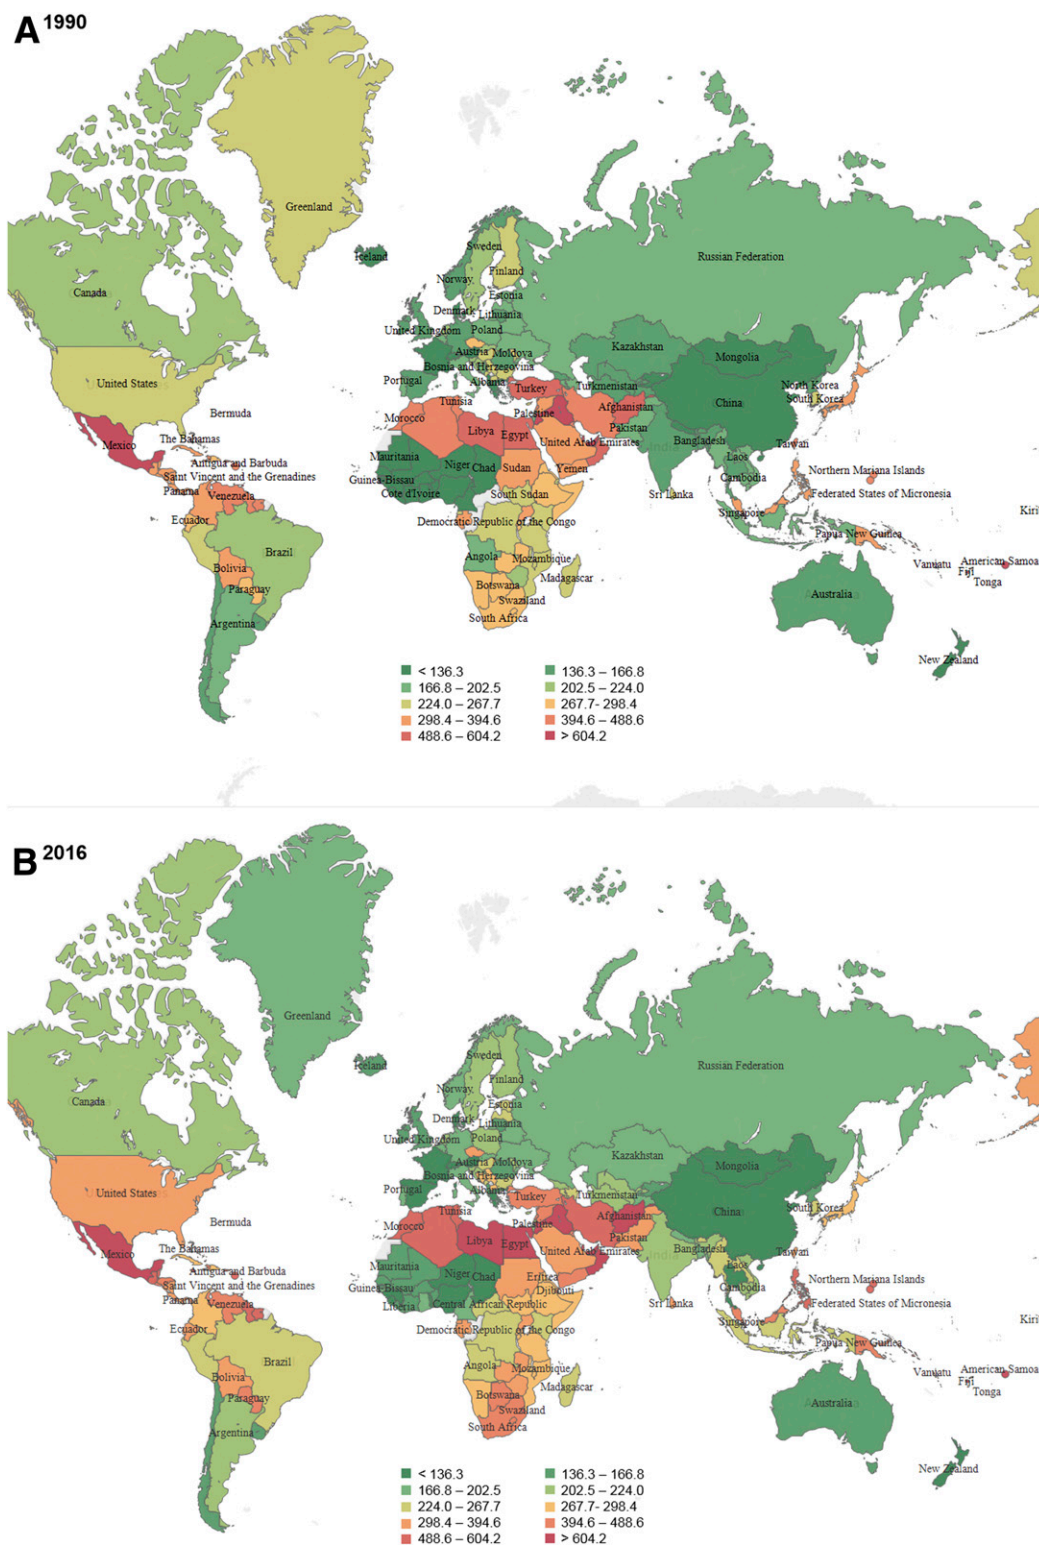 A 1990
Greenland
Iceland
Sweden
Finland
Norway
Russian Federation
Canada
Estonia
Denmark
Lithuania
United Kingdom
Poland
Kazakhstan
Austria
Moldova
Mongolia
Bosnia and Herzegovina
United States
Portugal
Albania
Turkey
Turkmenistan
North Korea
South Korea
Bermuda
Tunisia
Morocco
Palestine
Afghanistan
China
Libya
Egypt
Pakistan
Mexico
The Bahamas
United Arab Emirates
India
Bangladesh
Taiwan
Mauritania
Laos
Antigua and Barbuda
Niger
Chad
Sudan
Yemen
Northern Mariana Islands
Saint Vincent and the Grenadines
Guinea-Bissau
Cambodia
Panama
Venezuela
Cote d'Ivoire
South Sudan
Sri Lanka
Federated States of Micronesia
Ecuador
Democratic Republic of the Congo
Singapore
Kiri
Papua New Guinea
Brazil
Angola
Mozambique
Vanuatu
American Samoa
Fiji
Bolivia
Madagascar
Tonga
Paraguay
Botswana
Australia
Swaziland
Argentina
South Africa
New Zealand
< 136.3
136.3 – 166.8
166.8 – 202.5
202.5 – 224.0
224.0 – 267.7
267.7- 298.4
298.4 – 394.6
394.6 – 488.6
488.6 – 604.2
> 604.2
B 2016
Greenland
Iceland
Sweden
Finland
Russian Federation
Norway
Canada
Estonia
Denmark
Lithuania
United Kingdom
Poland
Kazakhstan
Austria
Moldova
Mongolia
Bosnia and Herzegovina
United States
Portugal
Albania
Turkey
Turkmenistan
South Korea
Bermuda
Tunisia
Morocco
Palestine
Afghanistan
China
Libya
Egypt
Pakistan
Mexico
The Bahamas
United Arab Emirates
India
Bangladesh
Taiwan
Mauritania
Laos
Antigua and Barbuda
Niger
Chad
Eritrea
Northern Mariana Islands
Saint Vincent and the Grenadines
Guinea-Bissau
Djibouti
Cambodia
Panama
Venezuela
Liberia
Central African Republic
Sri Lanka
Federated States of Micronesia
Ecuador
Democratic Republic of the Congo
Singapore
Kiri
Papua New Guinea
Brazil
Angola
Mozambique
Vanuatu
American Samoa
Fiji
Bolivia
Madagascar
Tonga
Paraguay
Botswana
Australia
Swaziland
Argentina
South Africa
New Zealand
< 136.3
136.3 – 166.8
166.8 – 202.5
202.5 – 224.0
224.0 – 267.7
267.7- 298.4
298.4 – 394.6
394.6 – 488.6
488.6 – 604.2
> 604.2